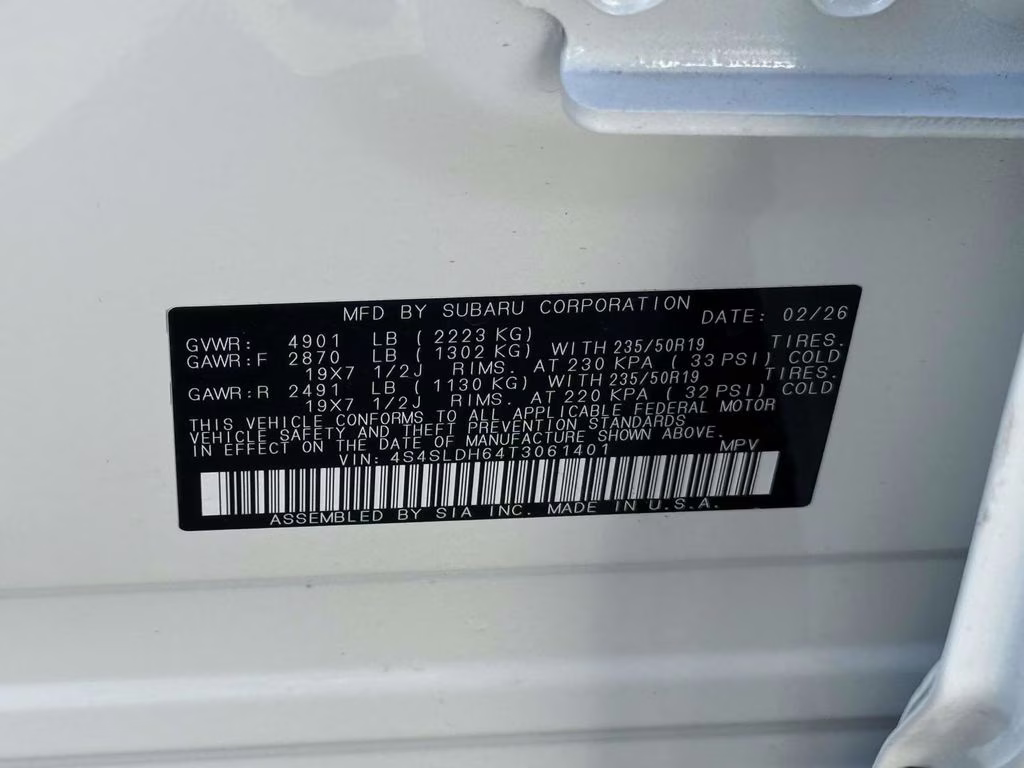 MFD BY SUBARU CORPORATION DATE: 02/26
GVWR: 4901 LB ( 2223 KG)
GAWR: F 2870 LB ( 1302 KG) WITH 235/50R19 TIRES.
19X7 1/2J RIMS. AT 230 KPA ( 33 PSI) COLD
GAWR: R 2491 LB ( 1130 KG) WITH 235/50R19 TIRES.
19X7 1/2J RIMS. AT 220 KPA ( 32 PSI) COLD
THIS VEHICLE CONFORMS TO ALL APPLICABLE FEDERAL MOTOR
VEHICLE SAFETY AND THEFT PREVENTION STANDARDS
IN EFFECT ON THE DATE OF MANUFACTURE SHOWN ABOVE.
VIN: 4S4SLDH64T3061401 MPV
ASSEMBLED BY SIA INC. MADE IN U.S.A.